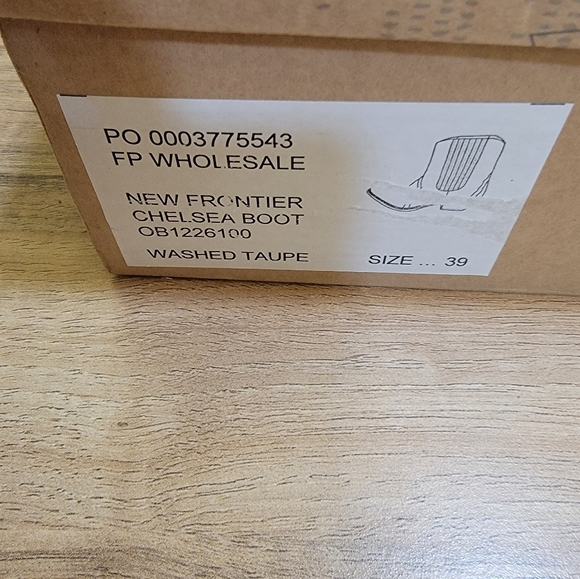 PO 0003775543
FP WHOLESALE
NEW FRONTIER
CHELSEA BOOT
OB1226100
WASHED TAUPE
SIZE ... 39